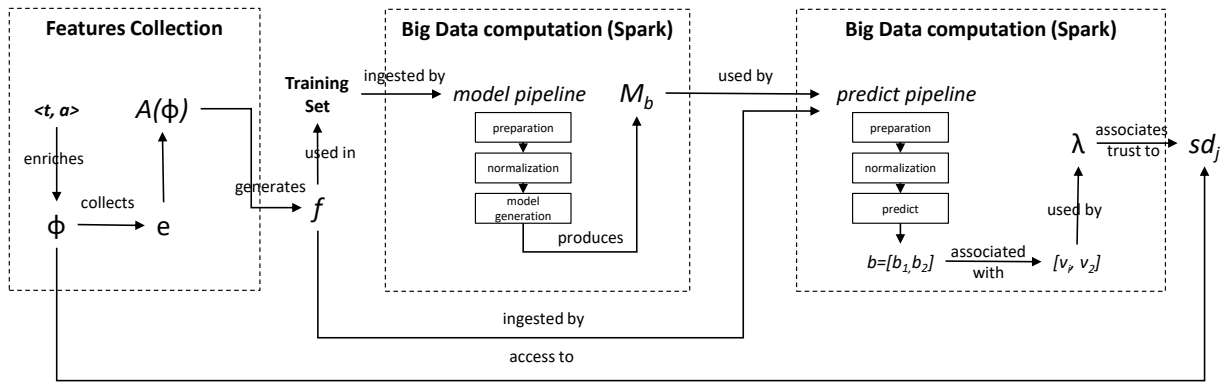 Features Collection
<t, a>
enriches
ϕ
collects
e
A(ϕ)
generates
f
used in
Training
Set
ingested by
Big Data computation (Spark)
model pipeline
preparation
normalization
model
generation
produces
M_b
used by
Big Data computation (Spark)
predict pipeline
preparation
normalization
predict
b=[b_1,b_2]
associated
with
[v_i, v_2]
used by
λ
associates
trust to
sd_j
ingested by
access to